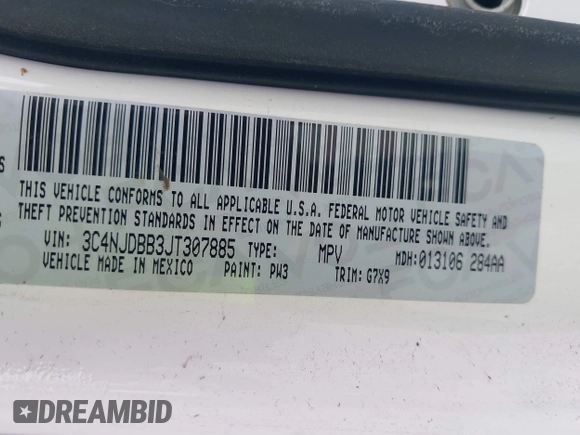 THIS VEHICLE CONFORMS TO ALL APPLICABLE U.S.A. FEDERAL MOTOR VEHICLE SAFETY AND
THEFT PREVENTION STANDARDS IN EFFECT ON THE DATE OF MANUFACTURE SHOWN ABOVE.
VIN: 3C4NJDBB3JT307885 TYPE: MPV MDH: 013106 284AA
VEHICLE MADE IN MEXICO PAINT: PW3 TRIM: G7X9
DREAMBID